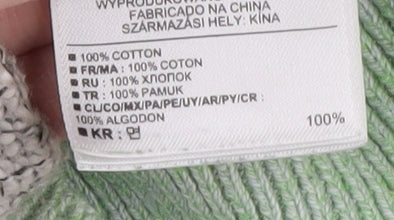 WYPRODUKOWANO
FABRICADO NA CHINA
SZÁRMAZÁSI HELY: KÍNA
■ 100% COTTON
■ FR/MA : 100% COTON
■ RU : 100% ХЛОПОК
■ TR : 100% PAMUK
■ CL/CO/MX/PA/PE/UY/AR/PY/CR :
100% ALGODON
■ KR : 면 100%